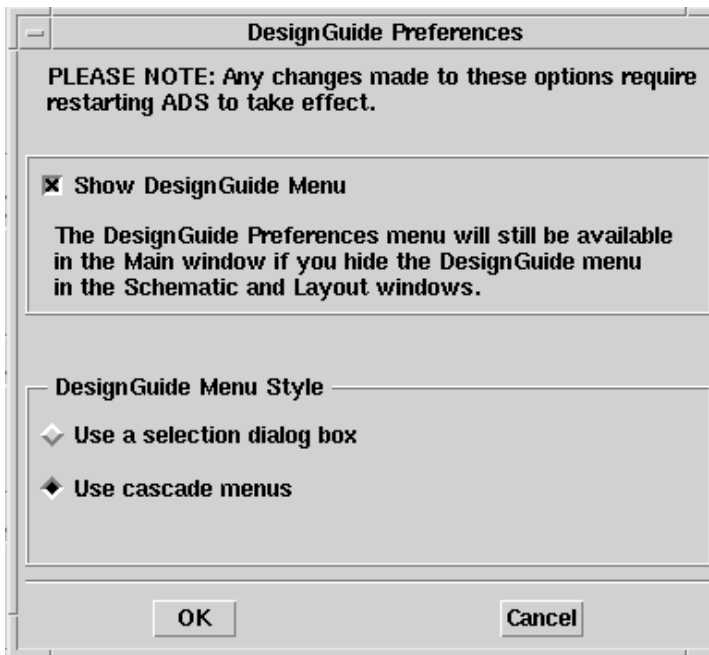 DesignGuide Preferences
PLEASE NOTE: Any changes made to these options require
restarting ADS to take effect.
Show DesignGuide Menu
The DesignGuide Preferences menu will still be available
in the Main window if you hide the DesignGuide menu
in the Schematic and Layout windows.
DesignGuide Menu Style
Use a selection dialog box
Use cascade menus
OK Cancel